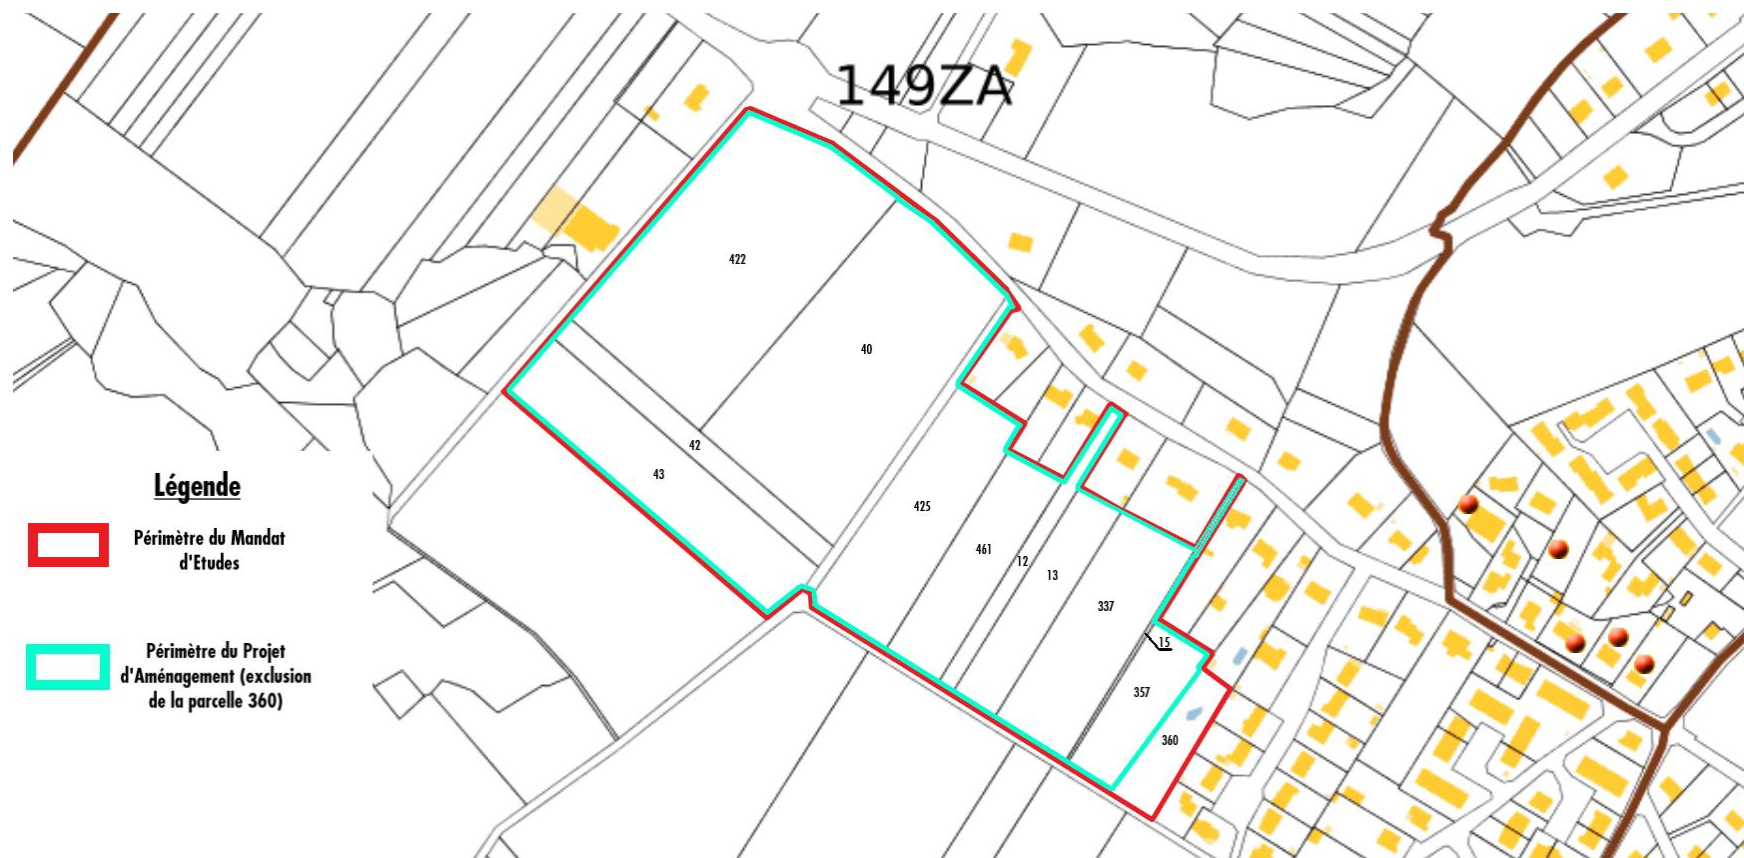 149ZA
422
40
42
43
425
461
12
13
337
15
357
360
Légende
Périmètre du Mandat
d'Etudes
Périmètre du Projet
d'Aménagement (exclusion
de la parcelle 360)